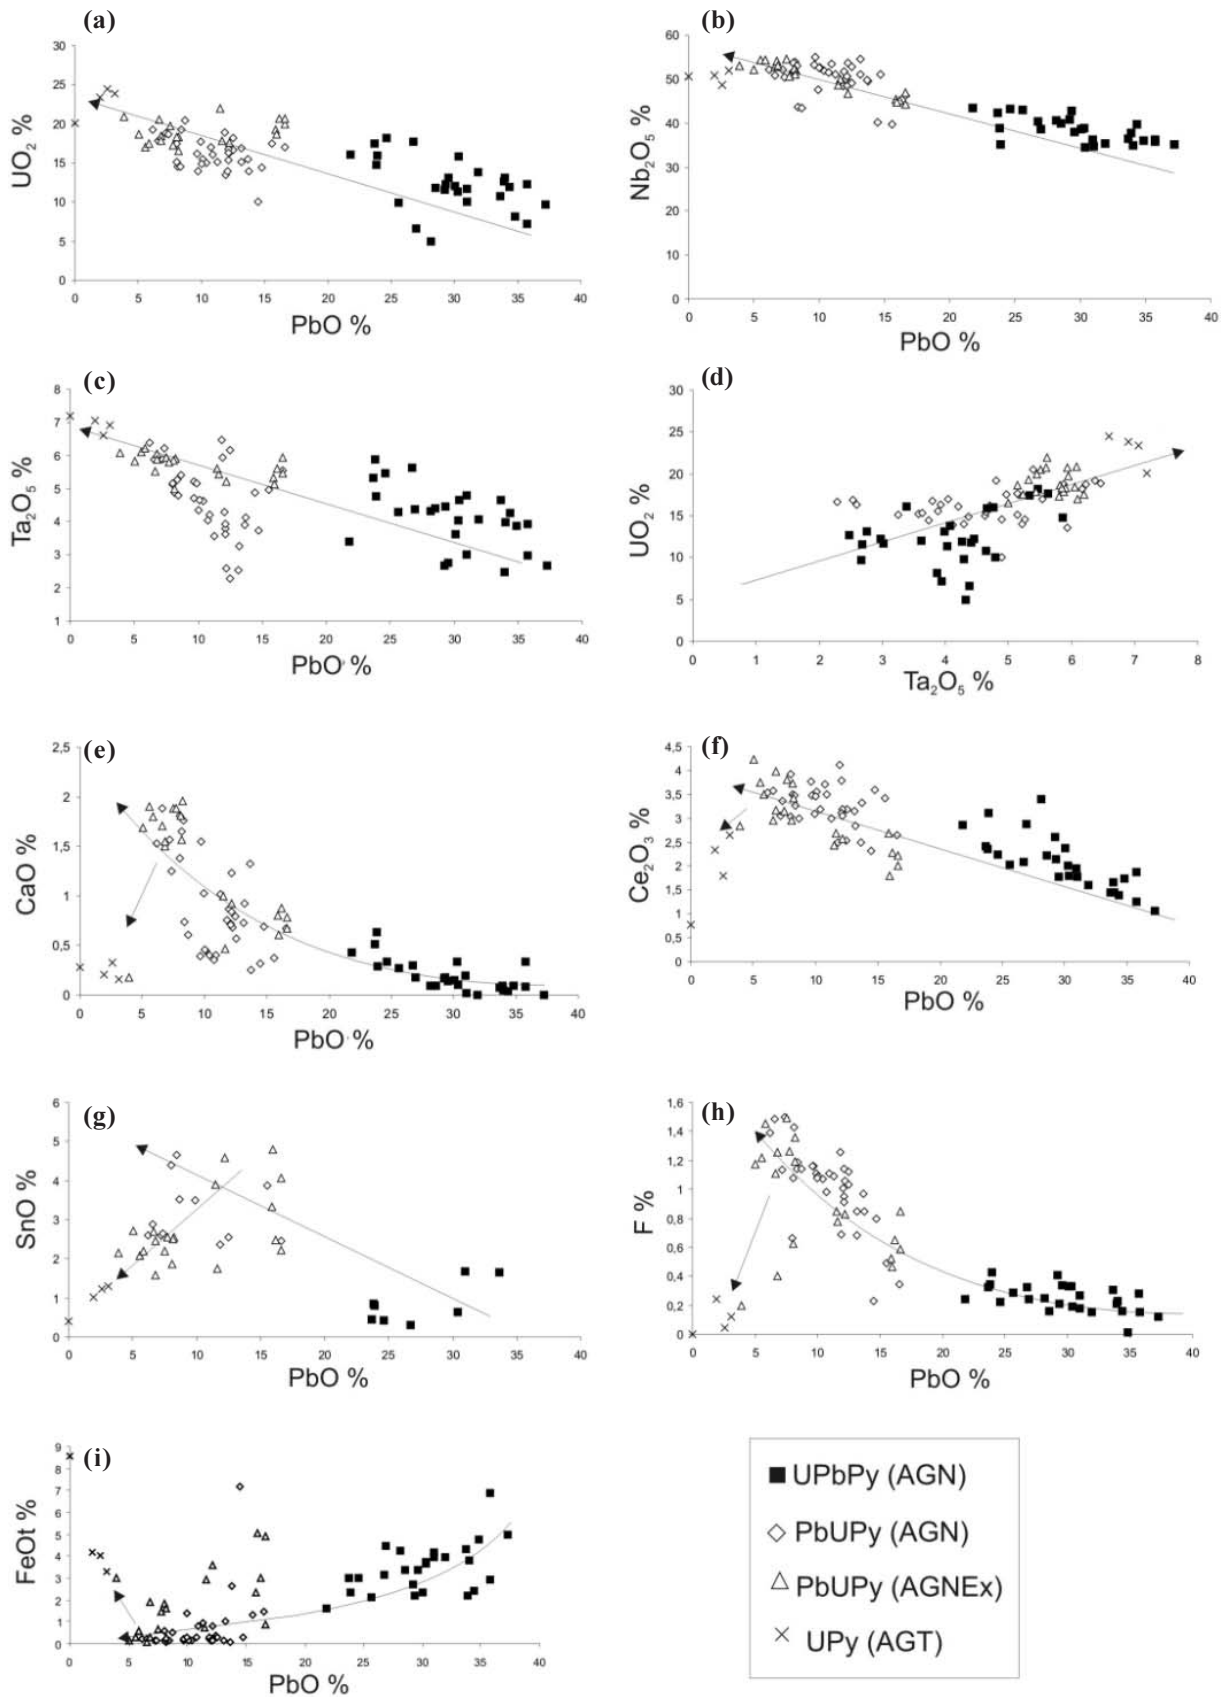 (a)
30
25
20
15
10
5
0
UO₂ %
0 5 10 15 20 25 30 35 40
PbO %
(b)
60
50
40
30
20
10
0
Nb₂O₅ %
0 5 10 15 20 25 30 35 40
PbO %
(c)
8
7
6
5
4
3
2
1
Ta₂O₅ %
0 5 10 15 20 25 30 35 40
PbO %
(d)
30
25
20
15
10
5
0
UO₂ %
0 1 2 3 4 5 6 7 8
Ta₂O₅ %
(e)
2,5
2
1,5
1
0,5
0
CaO %
0 5 10 15 20 25 30 35 40
PbO %
(f)
4,5
4
3,5
3
2,5
2
1,5
1
0,5
0
Ce₂O₃ %
0 5 10 15 20 25 30 35 40
PbO %
(g)
6
5
4
3
2
1
0
SnO %
0 5 10 15 20 25 30 35 40
PbO %
(h)
1,6
1,4
1,2
1
0,8
0,6
0,4
0,2
0
F %
0 5 10 15 20 25 30 35 40
PbO %
(i)
9
8
7
6
5
4
3
2
1
0
FeOt %
0 5 10 15 20 25 30 35 40
PbO %
UPbPy (AGN)
PbUPy (AGN)
PbUPy (AGNEx)
UPy (AGT)